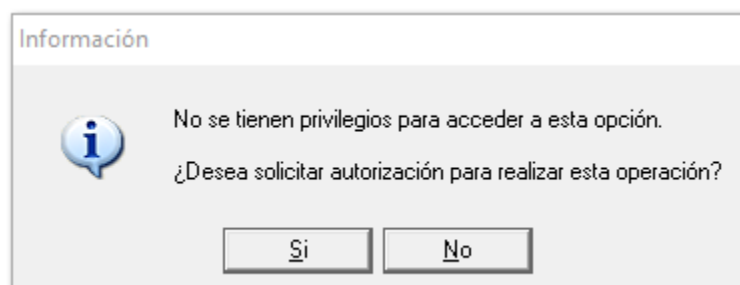 Información
No se tienen privilegios para acceder a esta opción.
¿Desea solicitar autorización para realizar esta operación?
Si
No